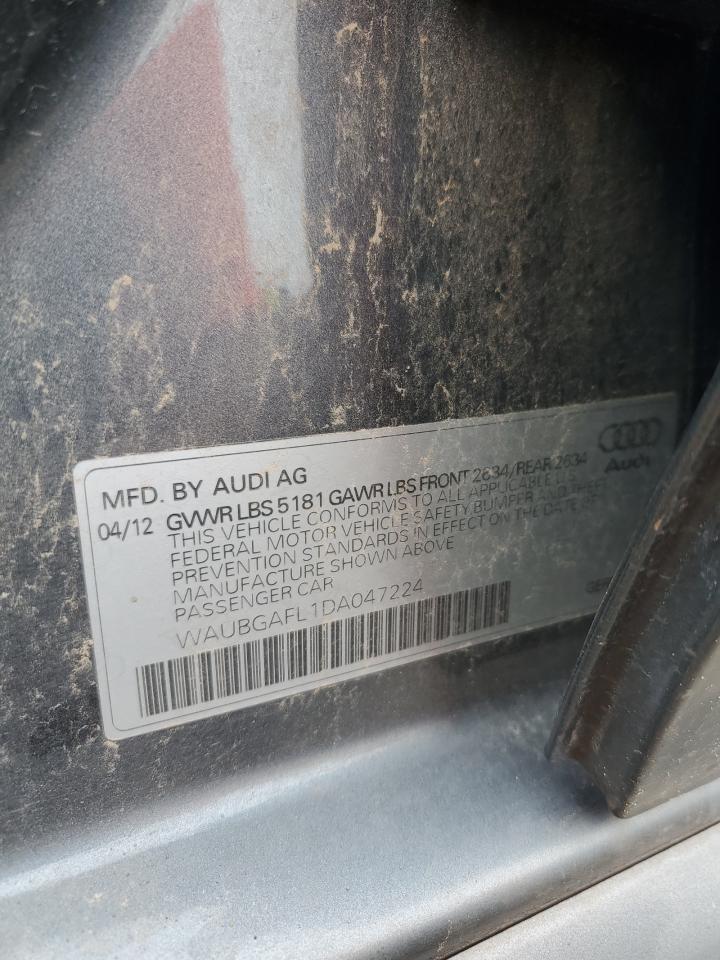 MFD. BY AUDI AG
04/12 GVWR LBS 5181 GAWR LBS FRONT 2634/REAR 2634
THIS VEHICLE CONFORMS TO ALL APPLICABLE U.S.
FEDERAL MOTOR VEHICLE SAFETY BUMPER AND THEFT
PREVENTION STANDARDS IN EFFECT ON THE DATE OF
MANUFACTURE SHOWN ABOVE
PASSENGER CAR
WAUBGAFL1DA047224
Audi